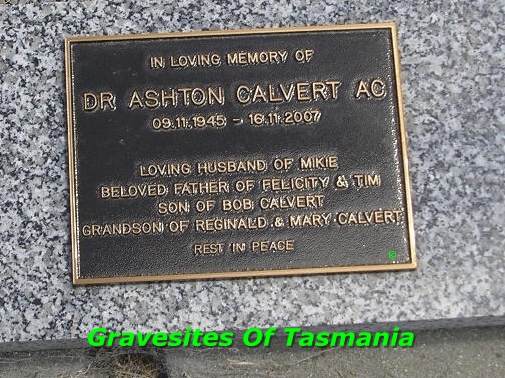 IN LOVING MEMORY OF
DR ASHTON CALVERT AC
09.11.1945 - 16.11.2007
LOVING HUSBAND OF MIKIE
BELOVED FATHER OF FELICITY & TIM
SON OF BOB CALVERT
GRANDSON OF REGINALD & MARY CALVERT
REST IN PEACE
©
Gravesites Of Tasmania